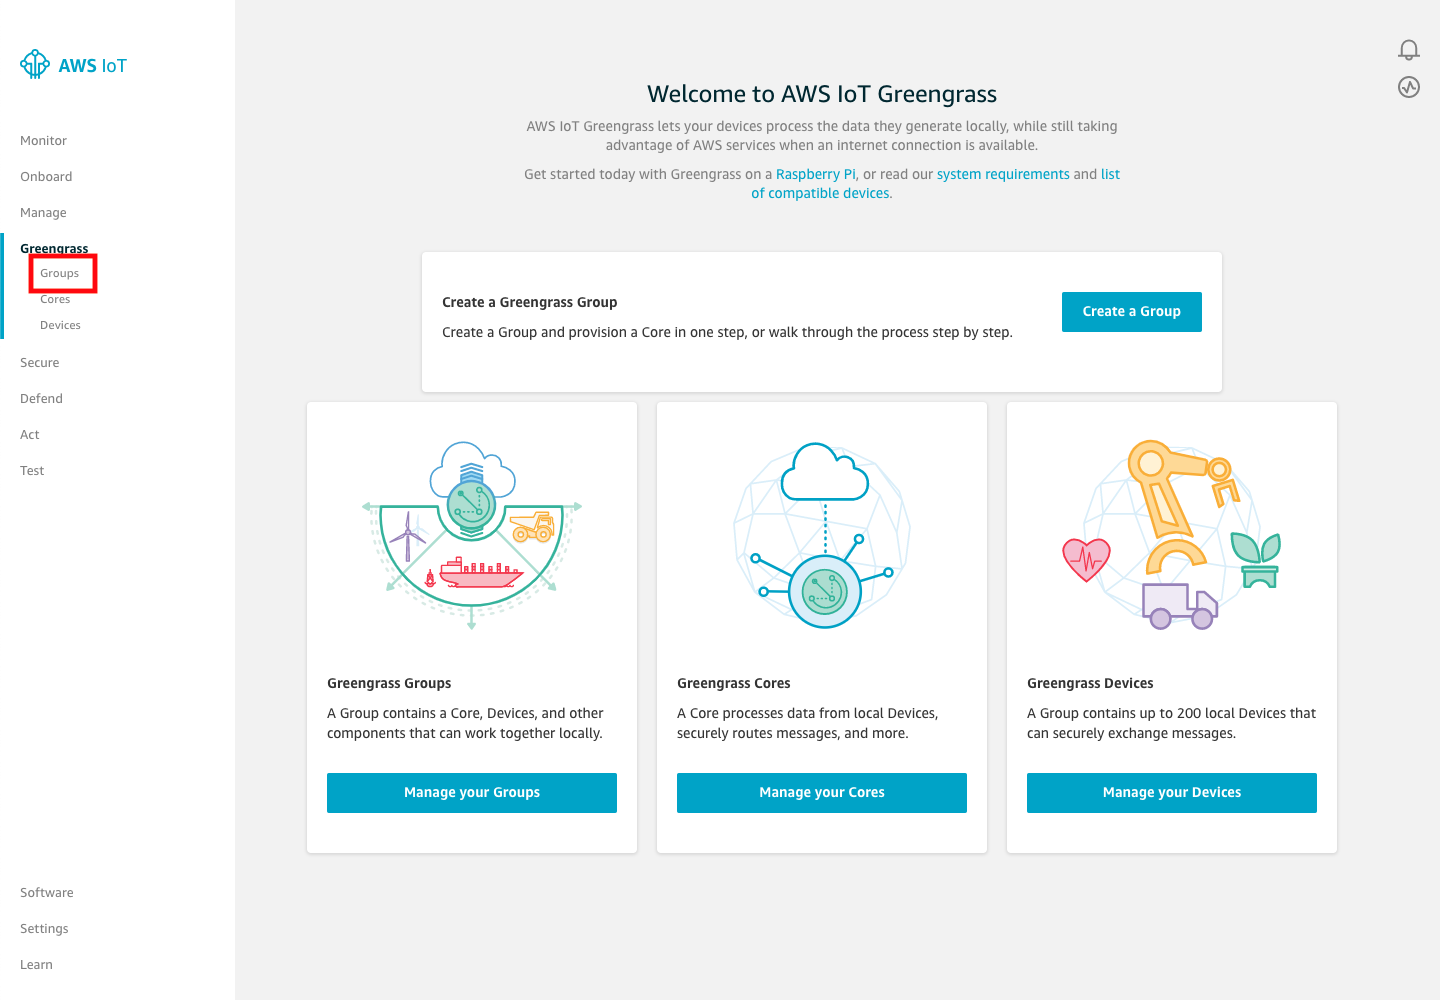 AWS IoT
Monitor
Onboard
Manage
Greengrass
Groups
Cores
Devices
Secure
Defend
Act
Test
Software
Settings
Learn
Welcome to AWS IoT Greengrass
AWS IoT Greengrass lets your devices process the data they generate locally, while still taking
advantage of AWS services when an internet connection is available.
Get started today with Greengrass on a Raspberry Pi, or read our system requirements and list
of compatible devices.
Create a Greengrass Group
Create a Group and provision a Core in one step, or walk through the process step by step.
Create a Group
Greengrass Groups
A Group contains a Core, Devices, and other
components that can work together locally.
Manage your Groups
Greengrass Cores
A Core processes data from local Devices,
securely routes messages, and more.
Manage your Cores
Greengrass Devices
A Group contains up to 200 local Devices that
can securely exchange messages.
Manage your Devices